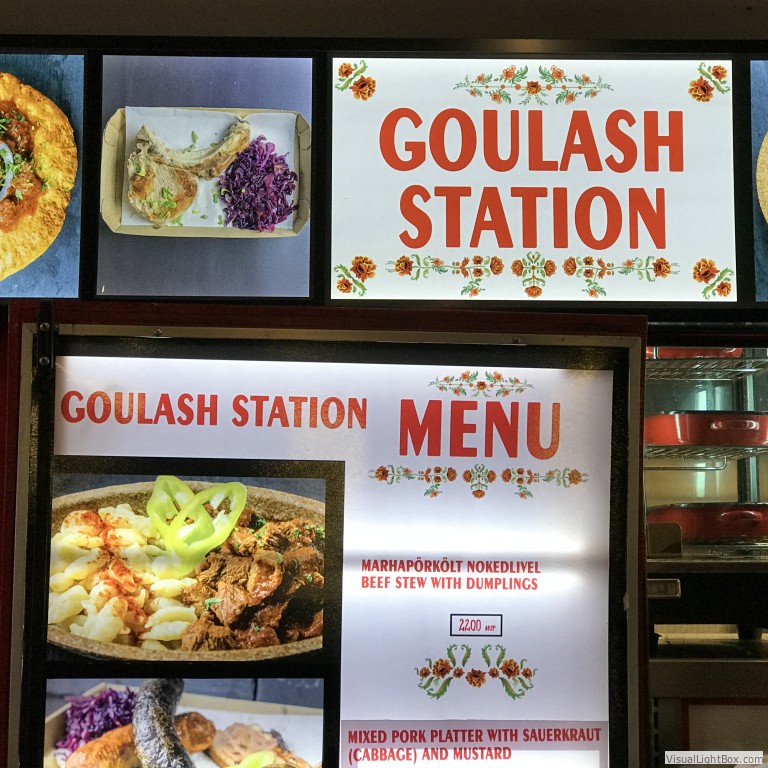 GOULASH
STATION
GOULASH STATION
MENU
MARHAPÖRKÖLT NOKEDLIVEL
BEEF STEW WITH DUMPLINGS
2200 HUF
MIXED PORK PLATTER WITH SAUERKRAUT
(CABBAGE) AND MUSTARD
VisualLightBox.com